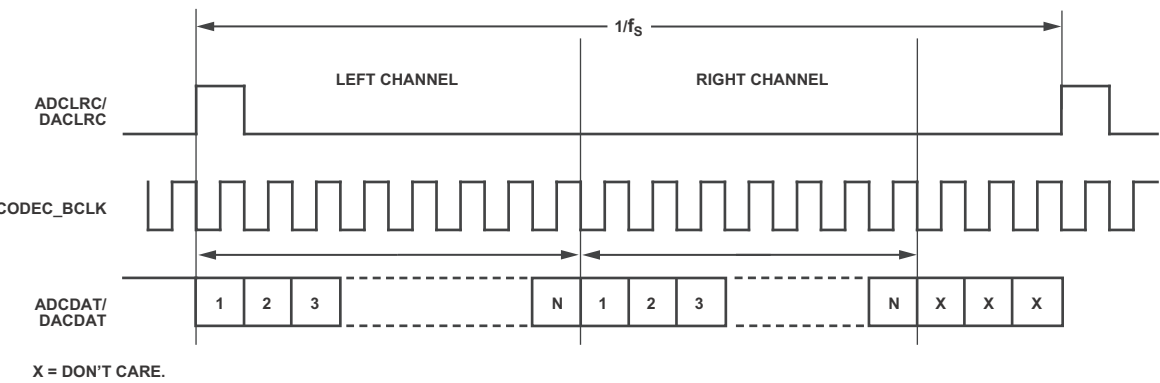 1/fS
LEFT CHANNEL RIGHT CHANNEL
ADCLRC/
DACLRC
CODEC_BCLK
ADCDAT/
DACDAT
1 2 3 N 1 2 3 N X X X
X = DON'T CARE.